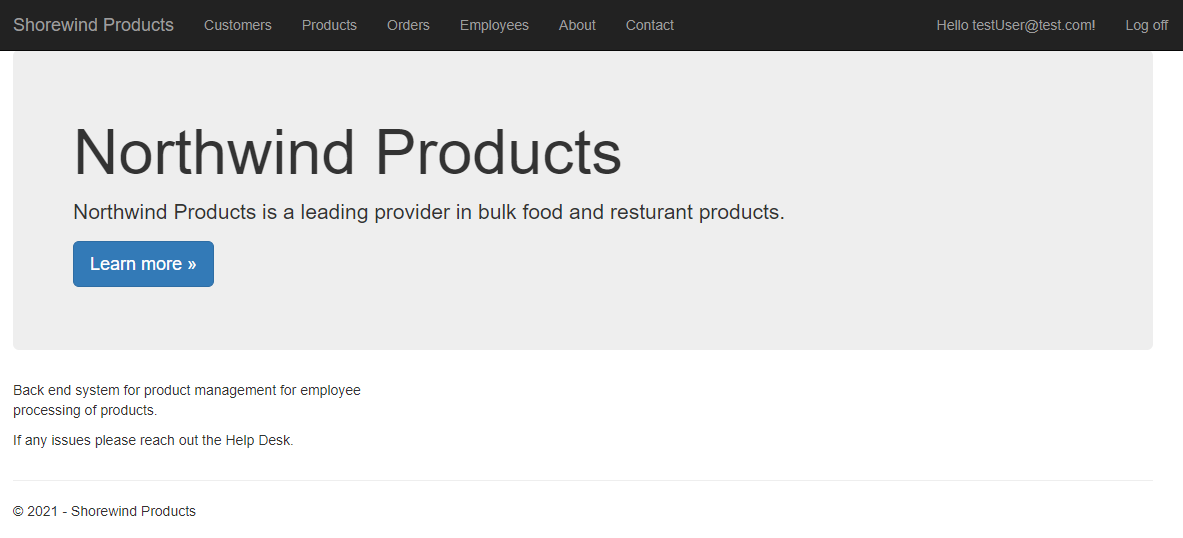 Shorewind Products Customers Products Orders Employees About Contact Hello testUser@test.com! Log off
Northwind Products
Northwind Products is a leading provider in bulk food and resturant products.
Learn more »
Back end system for product management for employee
processing of products.
If any issues please reach out the Help Desk.
© 2021 - Shorewind Products